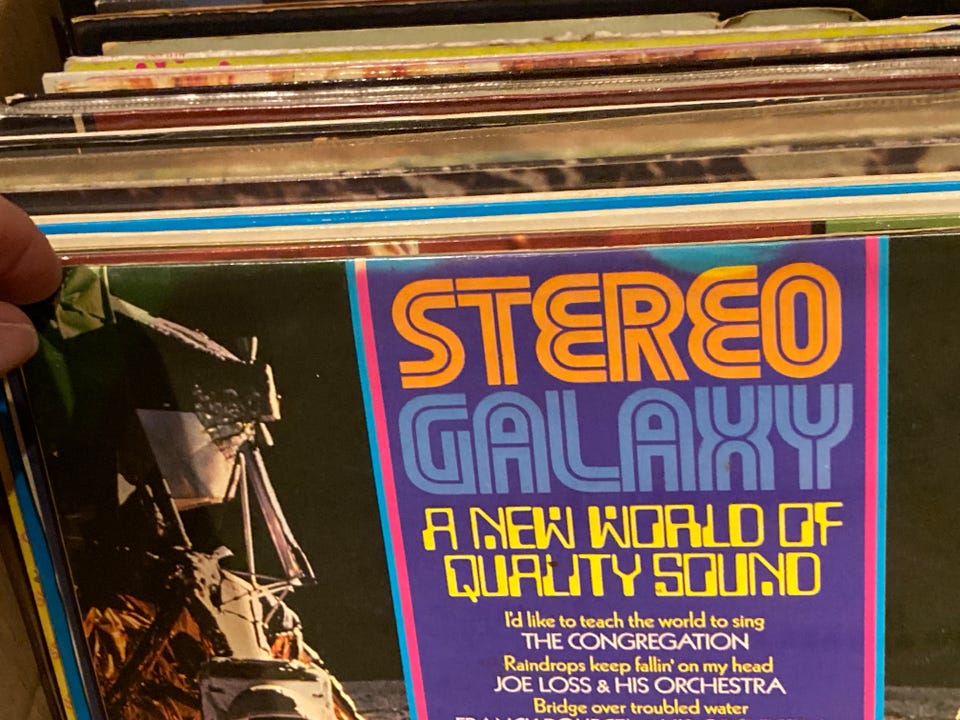 STEREO
GALAXY
A NEW WORLD OF
QUALITY SOUND
I'd like to teach the world to sing
THE CONGREGATION
Raindrops keep fallin' on my head
JOE LOSS & HIS ORCHESTRA
Bridge over troubled water